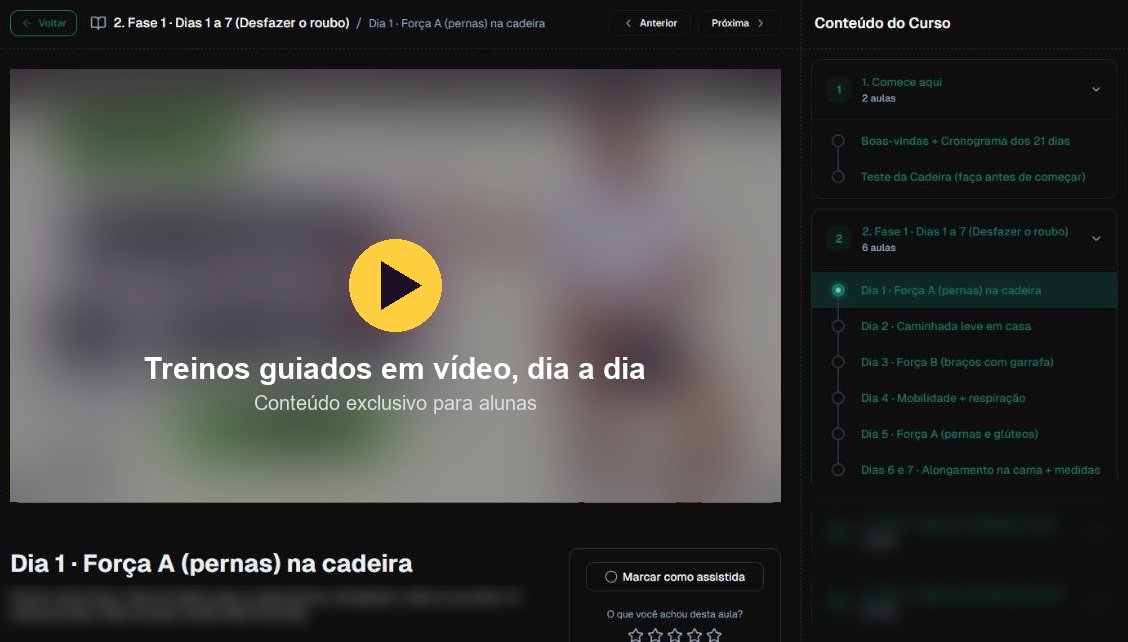 Voltar
2. Fase 1 · Dias 1 a 7 (Desfazer o roubo) / Dia 1 · Força A (pernas) na cadeira
Anterior
Próxima
Treinos guiados em vídeo, dia a dia
Conteúdo exclusivo para alunas
Dia 1 · Força A (pernas) na cadeira
Marcar como assistida
O que você achou desta aula?
Conteúdo do Curso
1
1. Comece aqui
2 aulas
Boas-vindas + Cronograma dos 21 dias
Teste da Cadeira (faça antes de começar)
2
2. Fase 1 · Dias 1 a 7 (Desfazer o roubo)
6 aulas
Dia 1 · Força A (pernas) na cadeira
Dia 2 · Caminhada leve em casa
Dia 3 · Força B (braços com garrafa)
Dia 4 · Mobilidade + respiração
Dia 5 · Força A (pernas e glúteos)
Dias 6 e 7 · Alongamento na cama + medidas